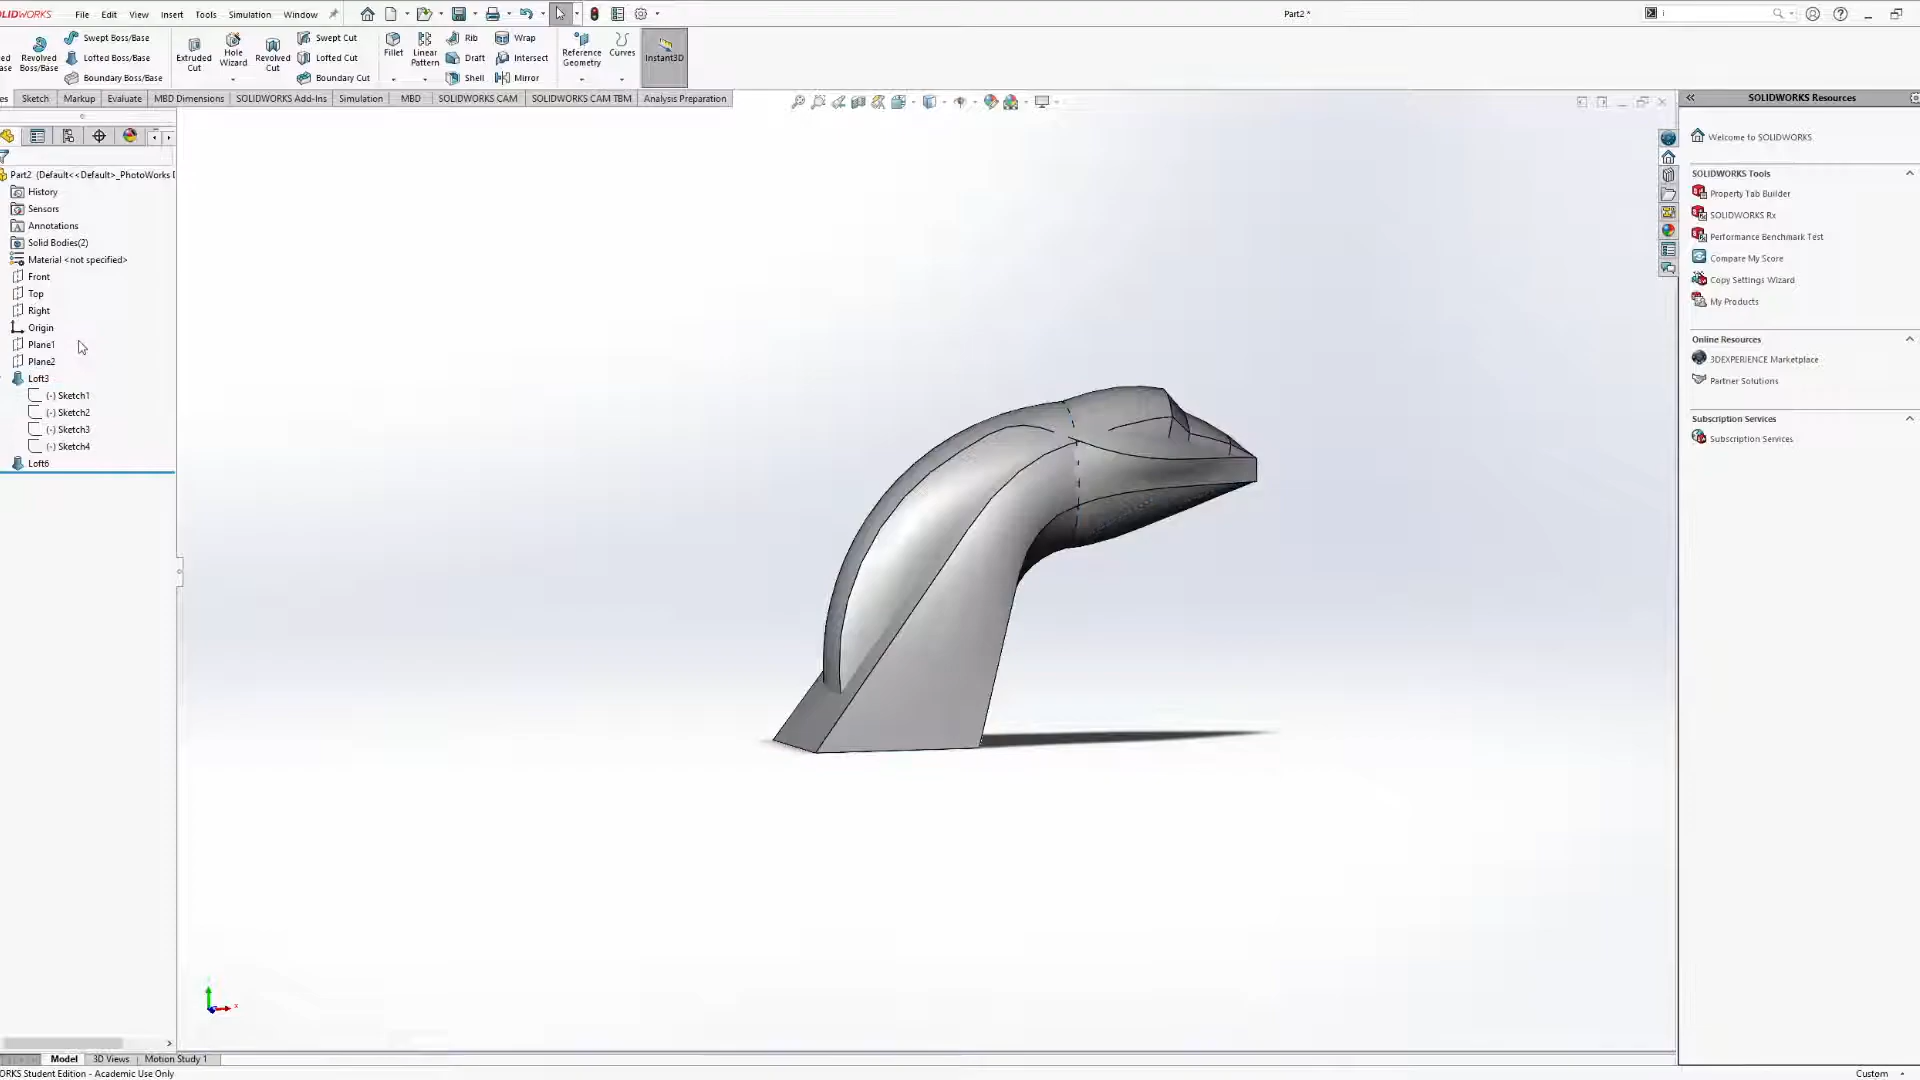 OLIDWORKS File Edit View Insert Tools Simulation Window Part2 *
Revolved Boss/Base
Swept Boss/Base
Lofted Boss/Base
Boundary Boss/Base
Extruded Cut
Hole Wizard
Revolved Cut
Swept Cut
Lofted Cut
Boundary Cut
Fillet
Linear Pattern
Rib
Draft
Shell
Wrap
Intersect
Mirror
Reference Geometry
Curves
Instant3D
es Sketch Markup Evaluate MBD Dimensions SOLIDWORKS Add-Ins Simulation MBD SOLIDWORKS CAM SOLIDWORKS CAM TBM Analysis Preparation
Part2 (Default<<Default>_PhotoWorks
History
Sensors
Annotations
Solid Bodies(2)
Material <not specified>
Front
Top
Right
Origin
Plane1
Plane2
Loft3
(-) Sketch1
(-) Sketch2
(-) Sketch3
(-) Sketch4
Loft6
x
SOLIDWORKS Resources
Welcome to SOLIDWORKS
SOLIDWORKS Tools
Property Tab Builder
SOLIDWORKS Rx
Performance Benchmark Test
Compare My Score
Copy Settings Wizard
My Products
Online Resources
3DEXPERIENCE Marketplace
Partner Solutions
Subscription Services
Subscription Services
Model 3D Views Motion Study 1
ORKS Student Edition - Academic Use Only
Custom